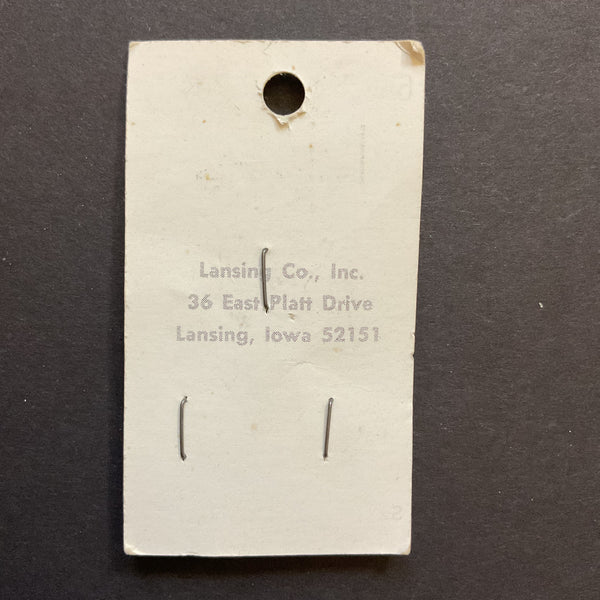 Lansing Co., Inc.
36 East Platt Drive
Lansing, Iowa 52151